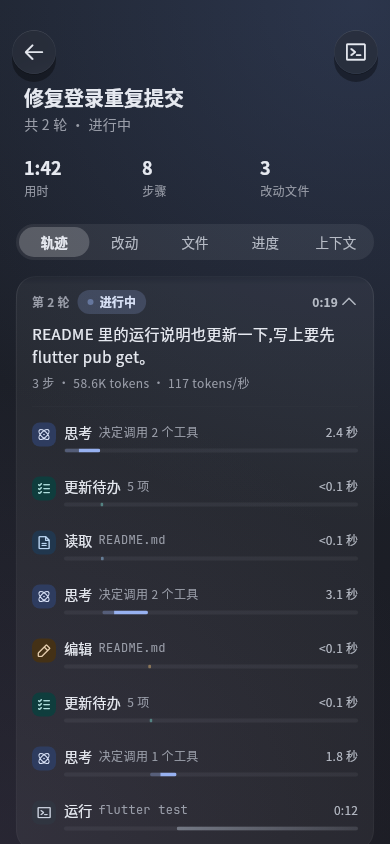 修复登录重复提交
共 2 轮 · 进行中
1:42 8 3
用时 步骤 改动文件
轨迹 改动 文件 进度 上下文
第 2 轮 进行中 0:19
README 里的运行说明也更新一下,写上要先
flutter pub get。
3 步 · 58.6K tokens · 117 tokens/秒
思考 决定调用 2 个工具 2.4 秒
更新待办 5 项 <0.1 秒
读取 README.md <0.1 秒
思考 决定调用 2 个工具 3.1 秒
编辑 README.md <0.1 秒
更新待办 5 项 <0.1 秒
思考 决定调用 1 个工具 1.8 秒
运行 flutter test 0:12